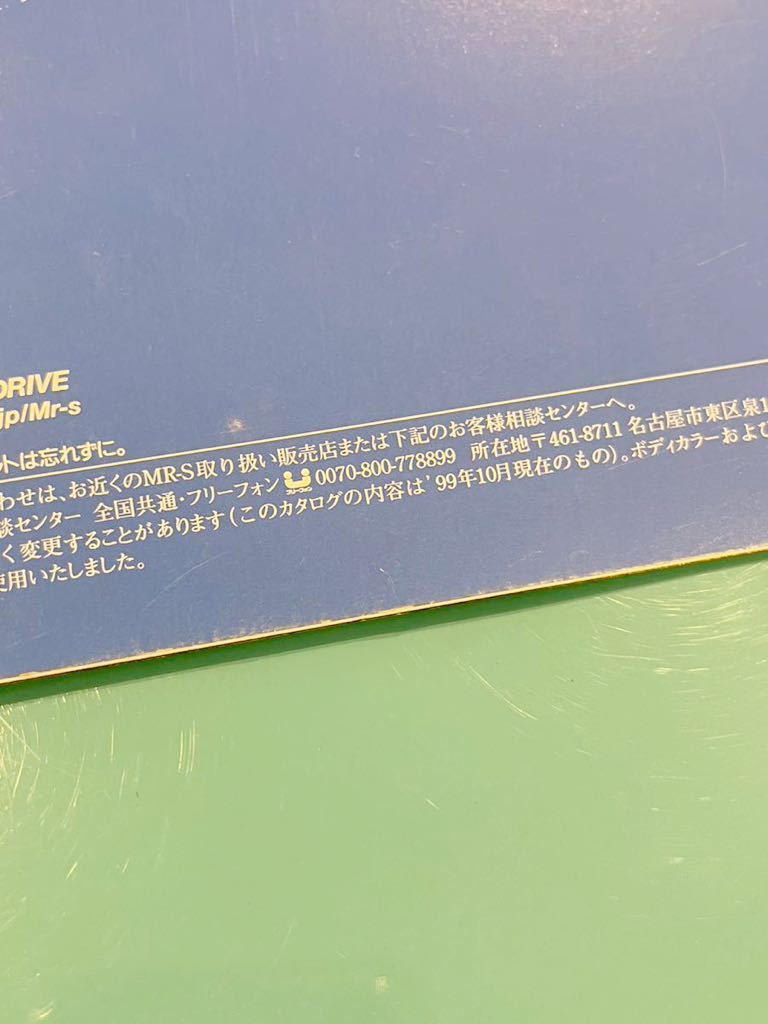 DRIVE
jp/Mr-s
ットは忘れずに。
わせは、お近くのMR-S取り扱い販売店または下記のお客様相談センターへ。
談センター 全国共通・フリーフォン 0070-800-778899 所在地〒461-8711 名古屋市東区泉1
く変更することがあります(このカタログの内容は'99年10月現在のもの)。ボディカラーおよび
使用いたしました。